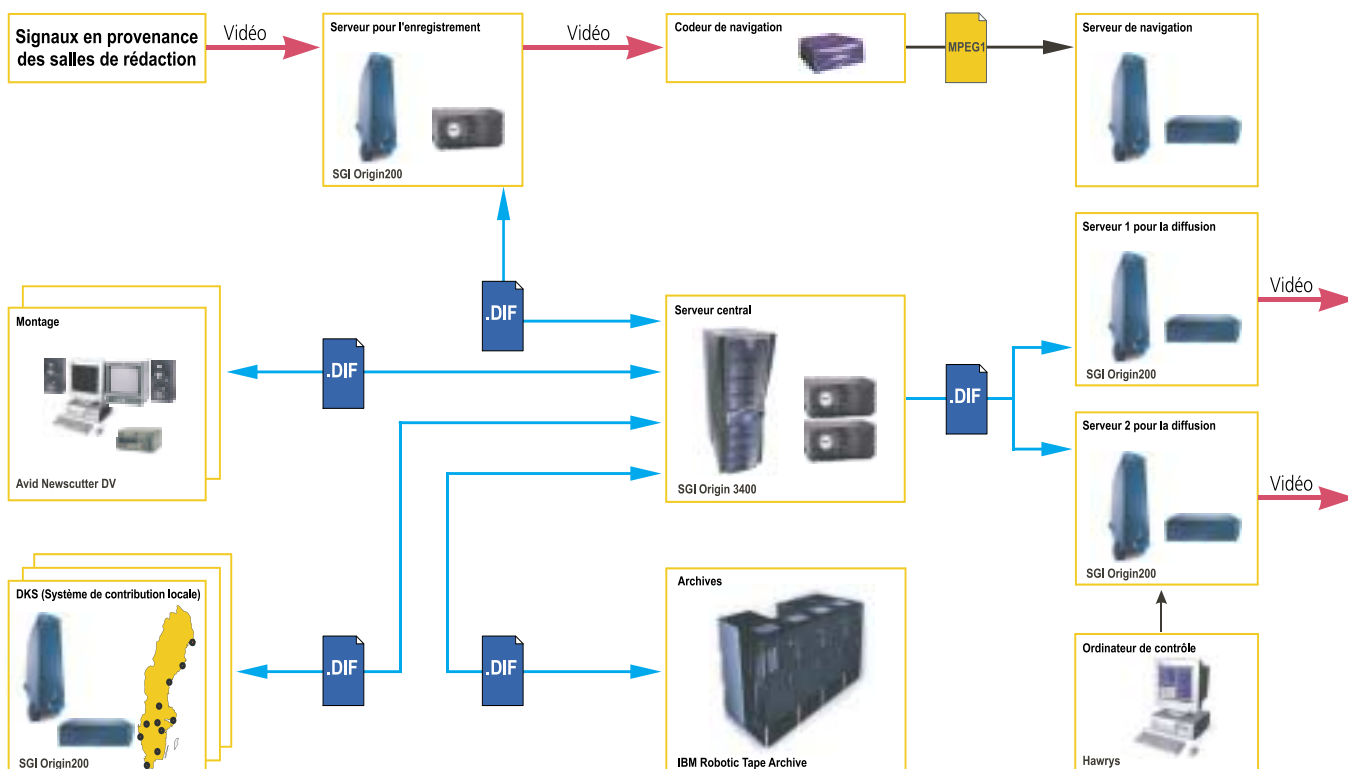 Signaux en provenance
des salles de rédaction
Vidéo
Serveur pour l'enregistrement
SGI Origin200
Vidéo
Codeur de navigation
MPEG1
Serveur de navigation
Serveur 1 pour la diffusion
SGI Origin200
Vidéo
.DIF
Montage
Avid Newscutter DV
.DIF
Serveur central
SGI Origin 3400
.DIF
Serveur 2 pour la diffusion
SGI Origin200
Vidéo
DKS (Système de contribution locale)
SGI Origin200
.DIF
.DIF
Archives
IBM Robotic Tape Archive
Ordinateur de contrôle
Hawrys